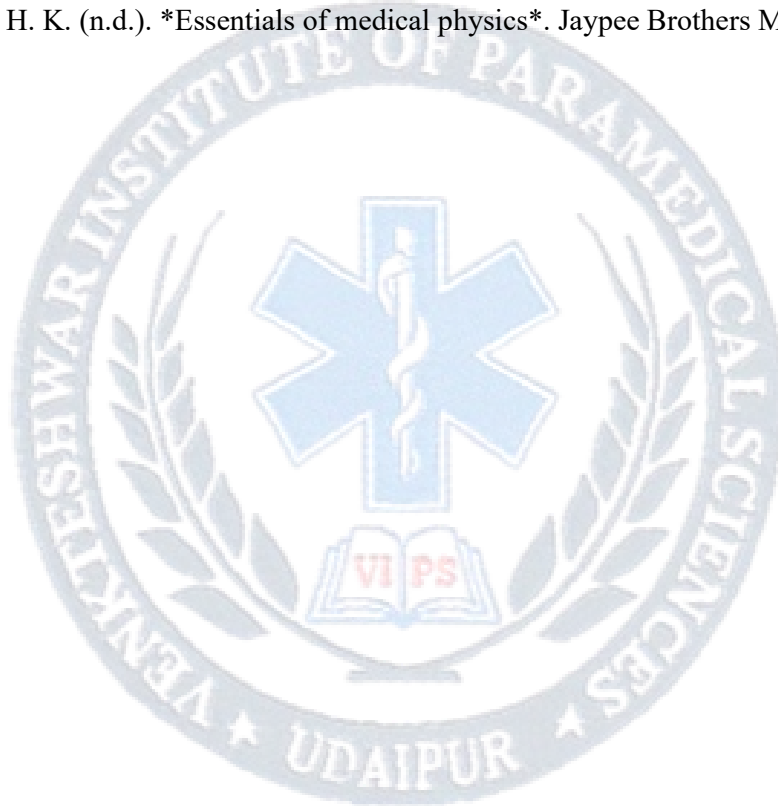 H. K. (n.d.). *Essentials of medical physics*. Jaypee Brothers M
VENKTESHWAR INSTITUTE OF PARAMEDICAL SCIENCES
VI PS
UDAIPUR